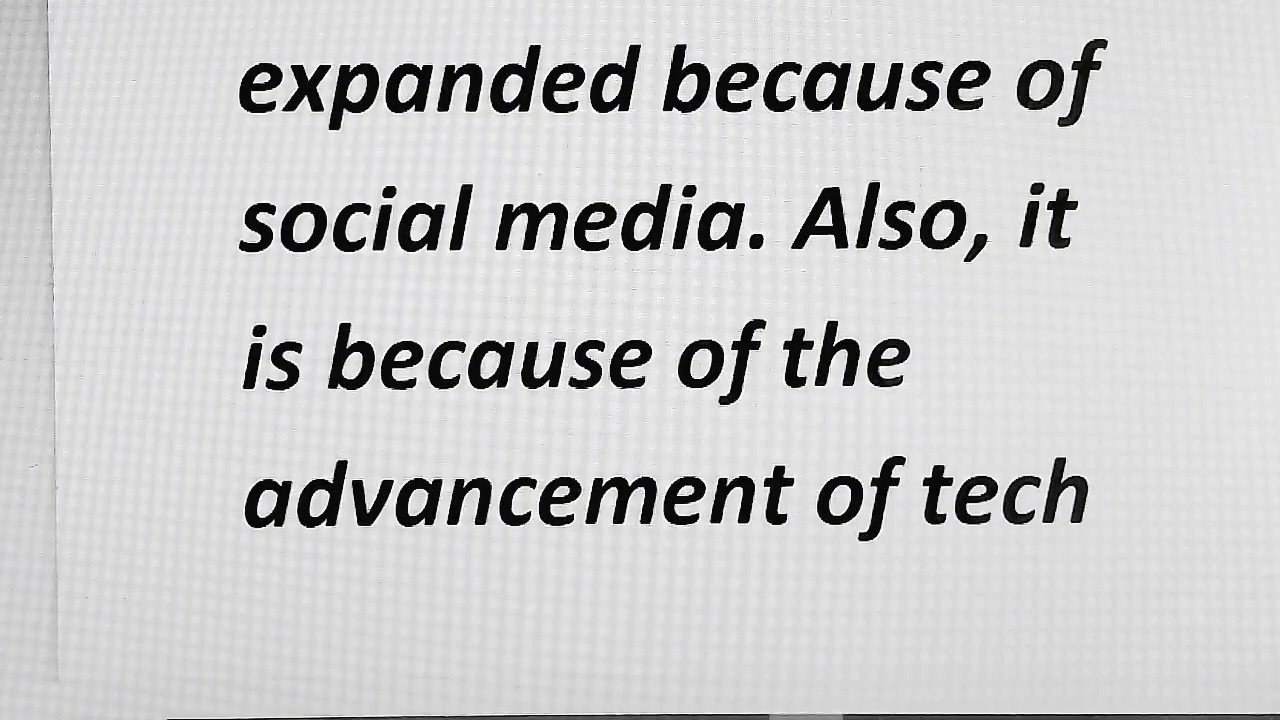 expanded because of
social media. Also, it
is because of the
advancement of tech